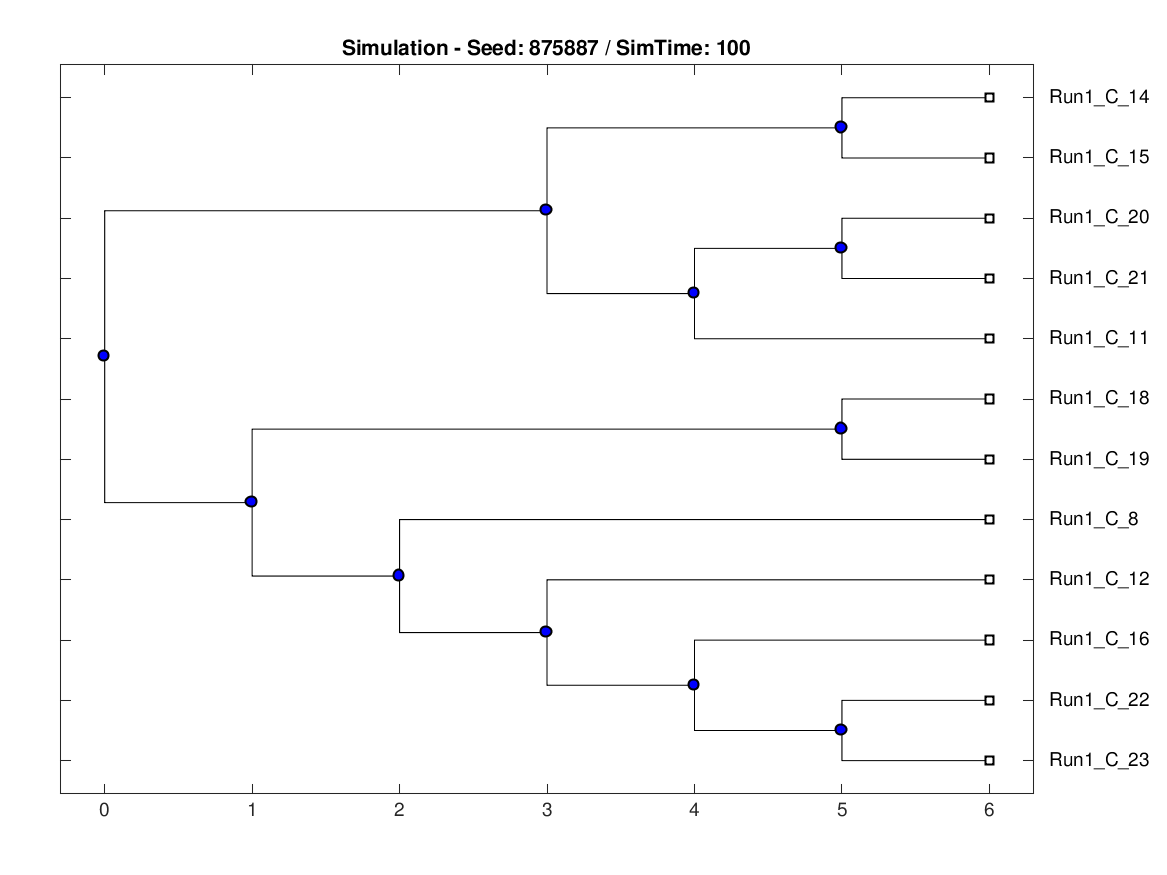 Simulation - Seed: 875887 / SimTime: 100
Run1_C_14
Run1_C_15
Run1_C_20
Run1_C_21
Run1_C_11
Run1_C_18
Run1_C_19
Run1_C_8
Run1_C_12
Run1_C_16
Run1_C_22
Run1_C_23
0 1 2 3 4 5 6